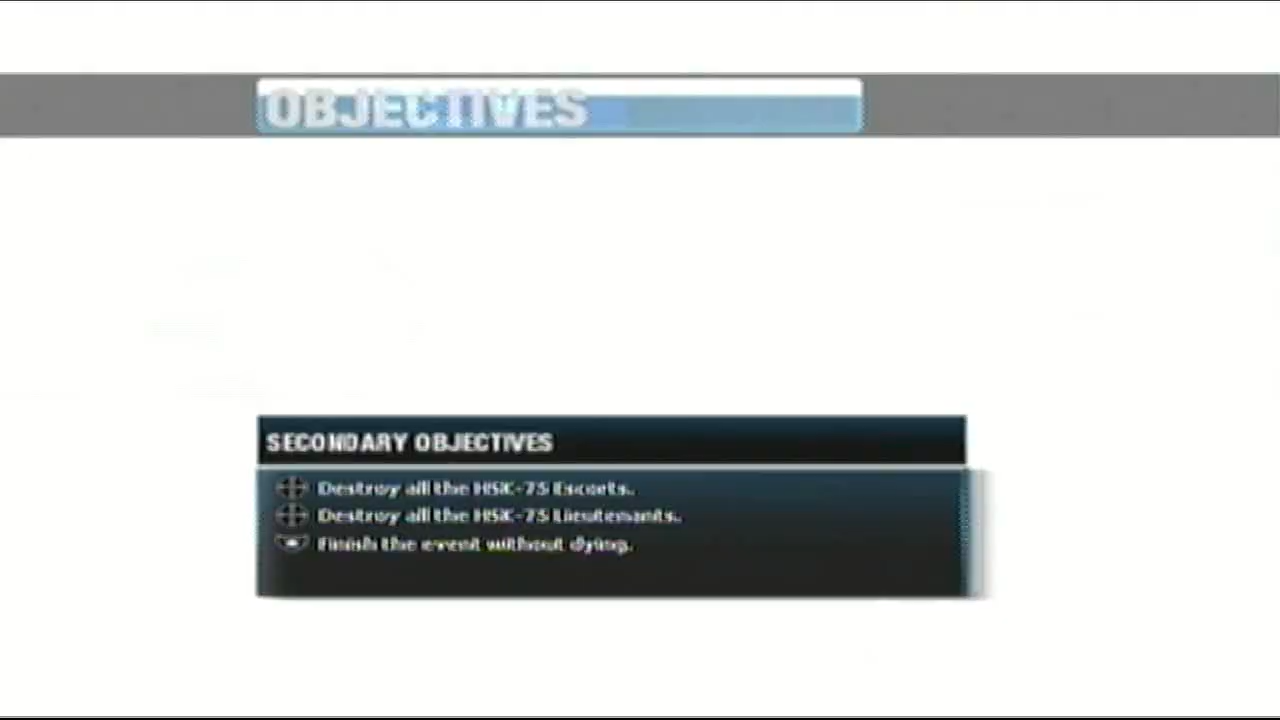 OBJECTIVES
SECONDARY OBJECTIVES
Destroy all the HSK-75 Escorts.
Destroy all the HSK-75 Lieutenants.
Finish the event without dying.